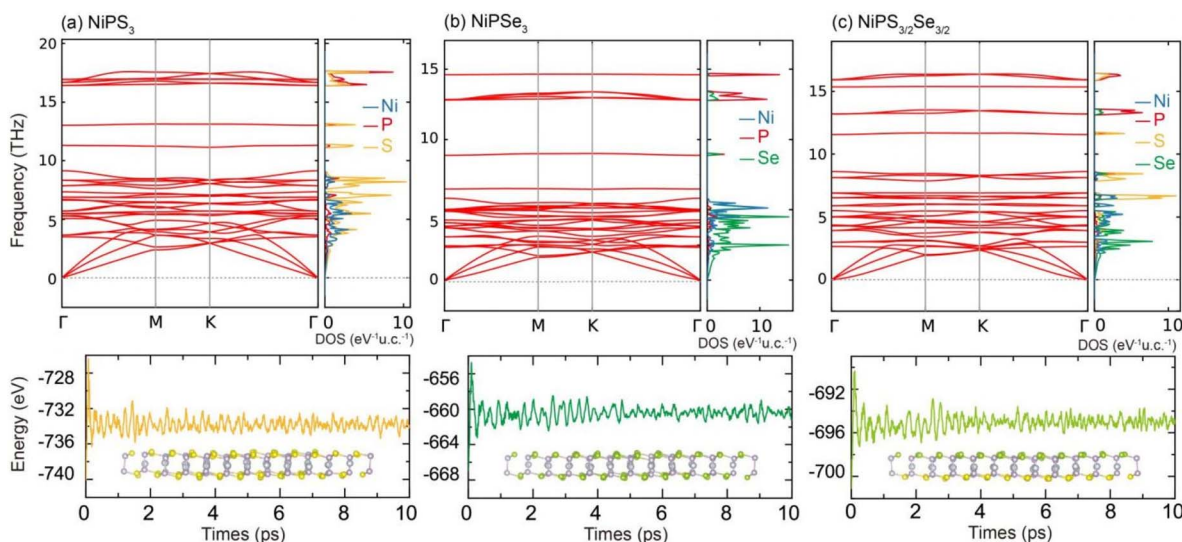 (a) NiPS3
(b) NiPSe3
(c) NiPS3/2Se3/2
Frequency (THz)
20
15
10
5
0
Ni
P
S
Γ
M
K
Γ
0
10
DOS (eV-1u.c.-1)
15
10
5
0
Ni
P
Se
Γ
M
K
Γ
0
10
DOS (eV-1u.c.-1)
15
10
5
0
Ni
P
S
Se
Γ
M
K
Γ
0
10
DOS (eV-1u.c.-1)
Energy (eV)
-728
-732
-736
-740
0 2 4 6 8 10
Times (ps)
-656
-660
-664
-668
0 2 4 6 8 10
Times (ps)
-692
-696
-700
0 2 4 6 8 10
Times (ps)